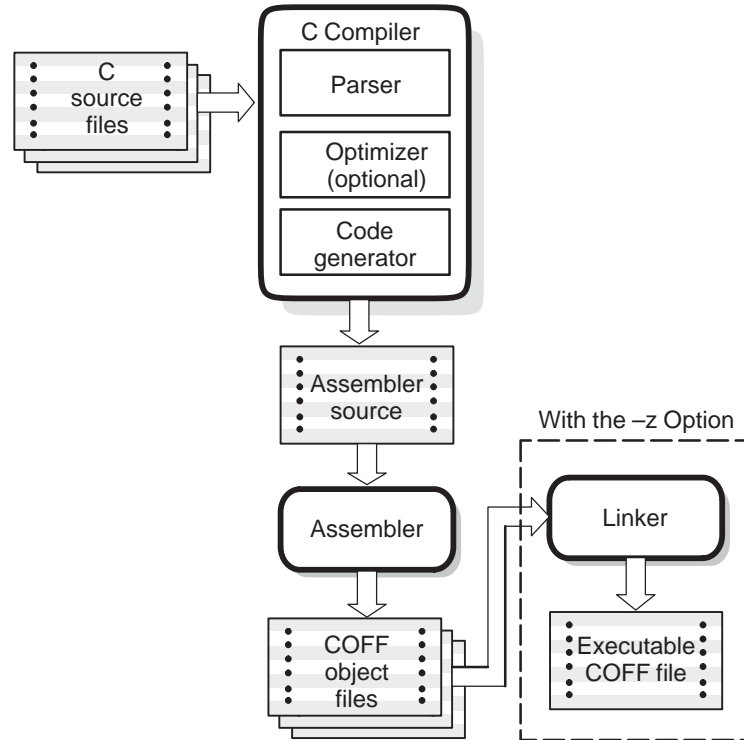 C Compiler
C
source
files
Parser
Optimizer
(optional)
Code
generator
Assembler
source
With the –z Option
Assembler
Linker
COFF
object
files
Executable
COFF file